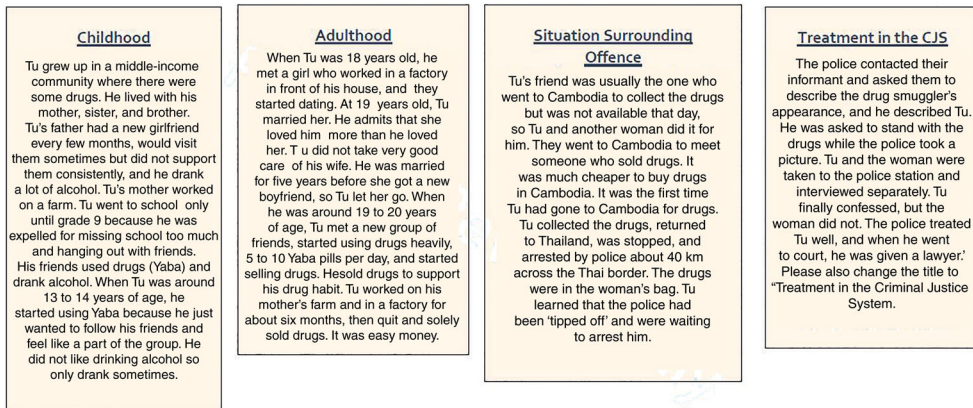 Childhood
Tu grew up in a middle-income
community where there were
some drugs. He lived with his
mother, sister, and brother.
Tu's father had a new girlfriend
every few months, would visit
them sometimes but did not support
them consistently, and he drank
a lot of alcohol. Tu's mother worked
on a farm. Tu went to school only
until grade 9 because he was
expelled for missing school too much
and hanging out with friends.
His friends used drugs (Yaba) and
drank alcohol. When Tu was around
13 to 14 years of age, he
started using Yaba because he just
wanted to follow his friends and
feel like a part of the group. He
did not like drinking alcohol so
only drank sometimes.
Adulthood
When Tu was 18 years old, he
met a girl who worked in a factory
in front of his house, and they
started dating. At 19 years old, Tu
married her. He admits that she
loved him more than he loved
her. T u did not take very good
care of his wife. He was married
for five years before she got a new
boyfriend, so Tu let her go. When
he was around 19 to 20 years
of age, Tu met a new group of
friends, started using drugs heavily,
5 to 10 Yaba pills per day, and started
selling drugs. Hesold drugs to support
his drug habit. Tu worked on his
mother's farm and in a factory for
about six months, then quit and solely
sold drugs. It was easy money.
Situation Surrounding
Offence
Tu's friend was usually the one who
went to Cambodia to collect the drugs
but was not available that day,
so Tu and another woman did it for
him. They went to Cambodia to meet
someone who sold drugs. It
was much cheaper to buy drugs
in Cambodia. It was the first time
Tu had gone to Cambodia for drugs.
Tu collected the drugs, returned
to Thailand, was stopped, and
arrested by police about 40 km
across the Thai border. The drugs
were in the woman's bag. Tu
learned that the police had
been 'tipped off' and were waiting
to arrest him.
Treatment in the CJS
The police contacted their
informant and asked them to
describe the drug smuggler's
appearance, and he described Tu.
He was asked to stand with the
drugs while the police took a
picture. Tu and the woman were
taken to the police station and
interviewed separately. Tu
finally confessed, but the
woman did not. The police treated
Tu well, and when he went
to court, he was given a lawyer.'
Please also change the title to
"Treatment in the Criminal Justice
System.